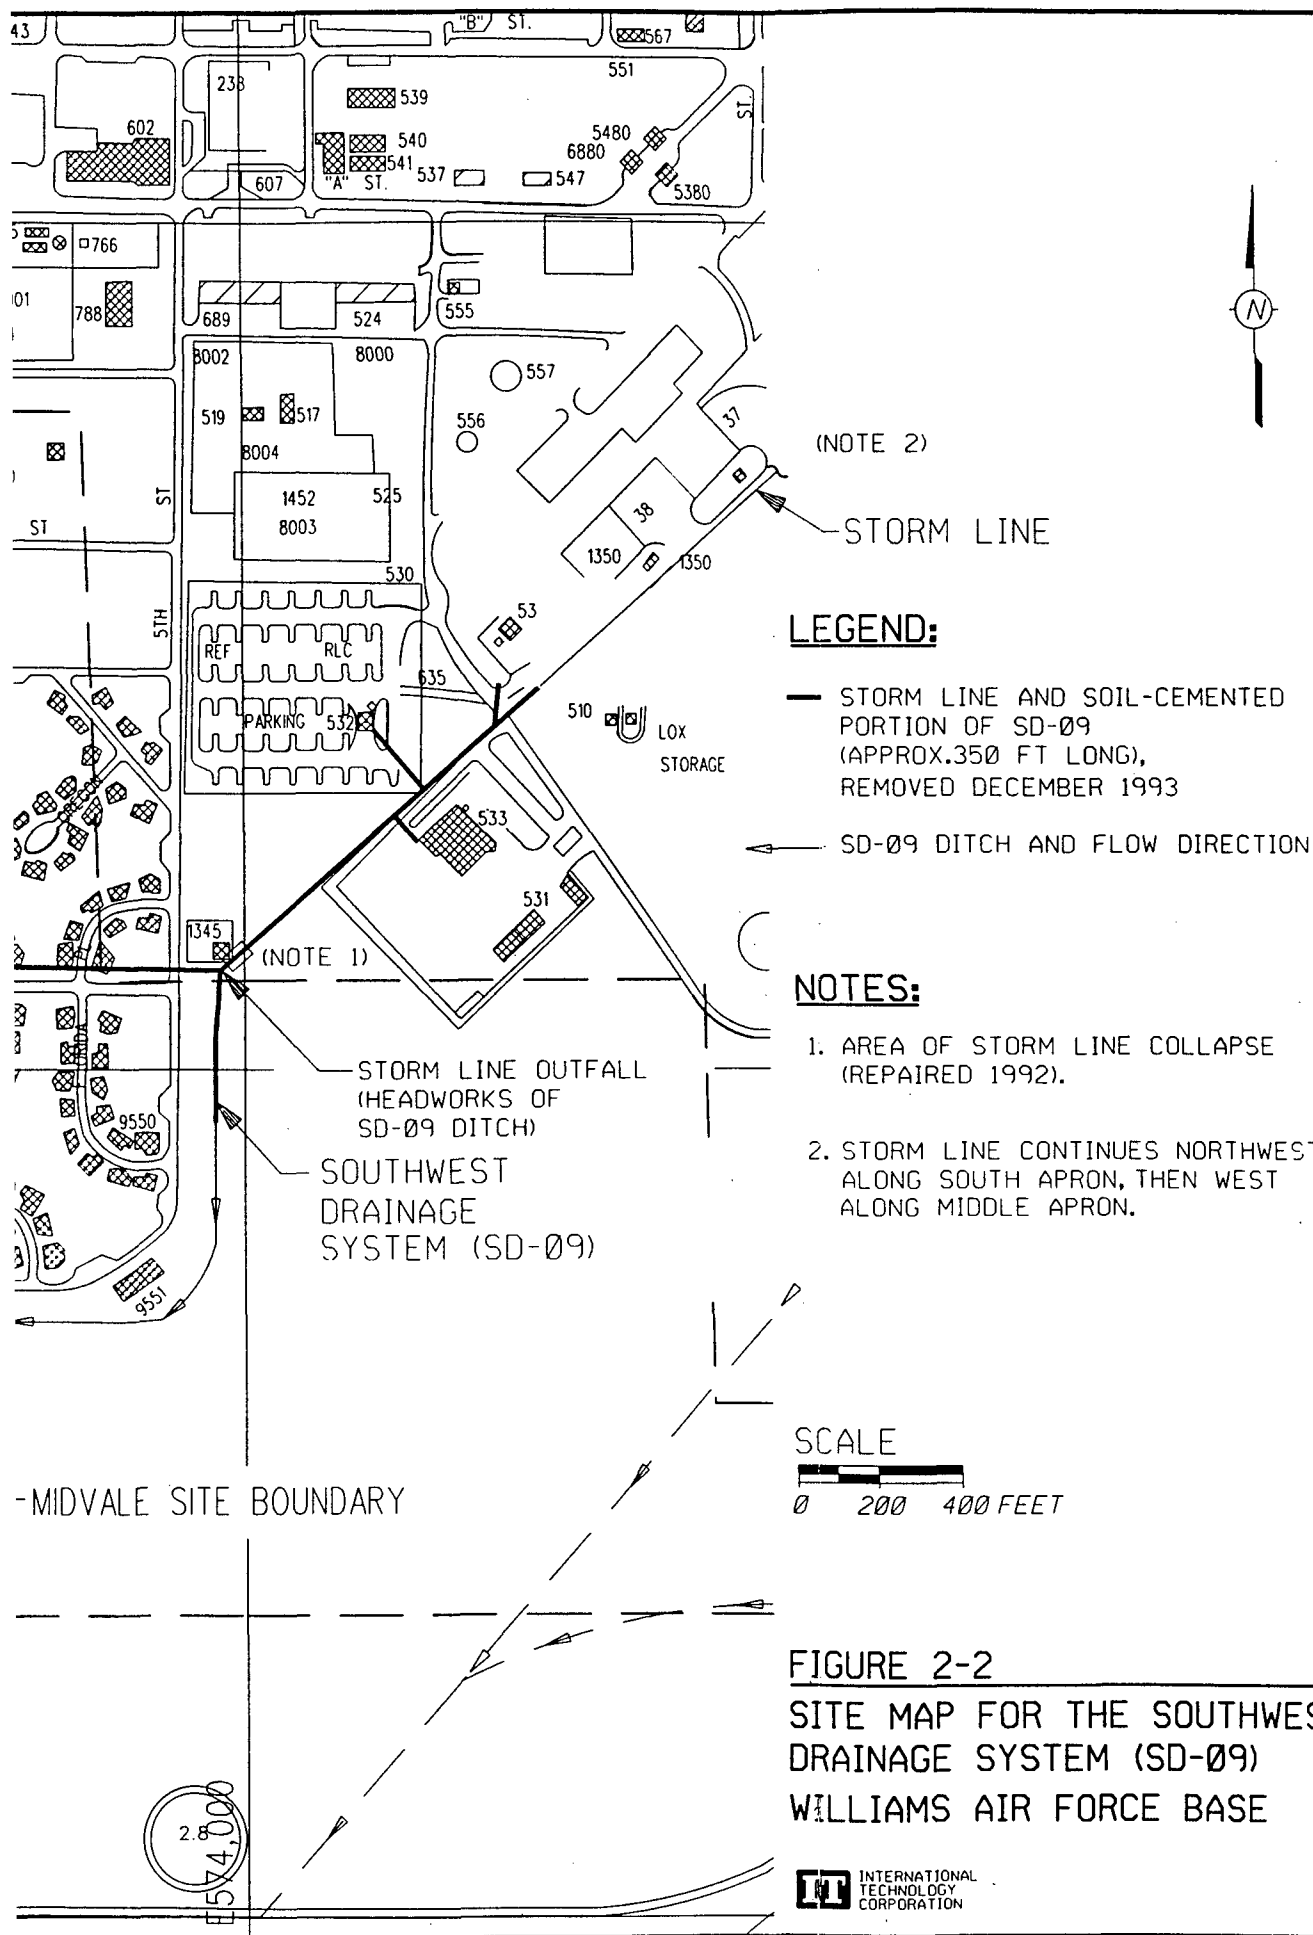 43
"B" ST.
567
551
238
539
602
540
5480
ST.
6880
541
537
547
607
"A" ST.
5380
766
788
689
524
555
8002
8000
557
519
517
556
37
(NOTE 2)
8004
ST
1452
525
8003
38
STORM LINE
ST
1350
1350
530
5TH
53
REF
RLC
635
PARKING
532
510
LOX
STORAGE
533
531
1345
(NOTE 1)
LEGEND:
STORM LINE AND SOIL-CEMENTED
PORTION OF SD-09
(APPROX.350 FT LONG),
REMOVED DECEMBER 1993
SD-09 DITCH AND FLOW DIRECTION
NOTES:
1. AREA OF STORM LINE COLLAPSE
(REPAIRED 1992).
2. STORM LINE CONTINUES NORTHWEST
ALONG SOUTH APRON, THEN WEST
ALONG MIDDLE APRON.
N
STORM LINE OUTFALL
(HEADWORKS OF
SD-09 DITCH)
9550
SOUTHWEST
DRAINAGE
SYSTEM (SD-09)
9551
SCALE
0 200 400 FEET
-MIDVALE SITE BOUNDARY
2.8
E574,000
FIGURE 2-2
SITE MAP FOR THE SOUTHWES
DRAINAGE SYSTEM (SD-09)
WILLIAMS AIR FORCE BASE
IT
INTERNATIONAL
TECHNOLOGY
CORPORATION